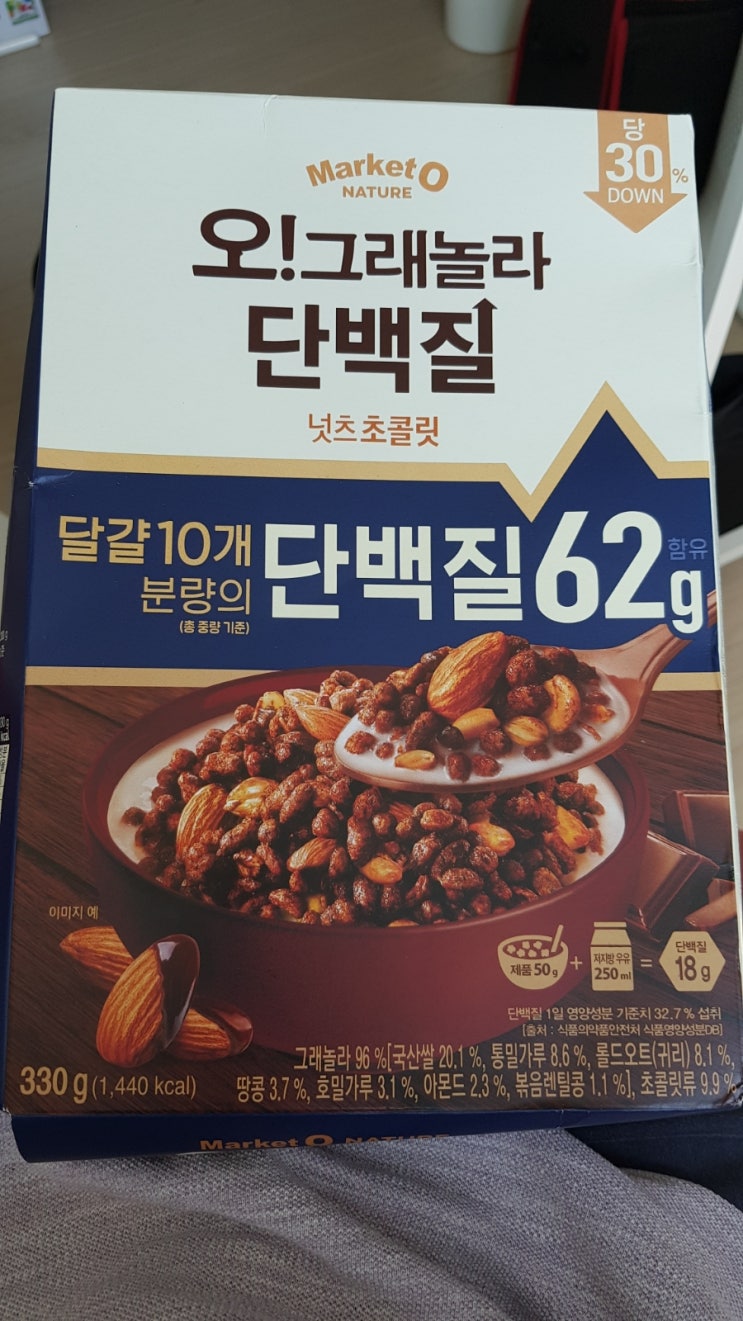 Market O
NATURE
당
30%
DOWN
오!그래놀라
단백질
넛츠 초콜릿
달걀 10개
분량의
(총 중량 기준)
단백질 62g
함유
이미지 예
제품 50 g
+
저지방 우유
250 ml
=
단백질
18 g
단백질 1일 영양성분 기준치 32.7 % 섭취
[출처 : 식품의약품안전처 식품영양성분DB]
330 g (1,440 kcal)
그래놀라 96 %[국산쌀 20.1 %, 통밀가루 8.6 %, 롤드오트(귀리) 8.1 %,
땅콩 3.7 %, 호밀가루 3.1 %, 아몬드 2.3 %, 볶음렌틸콩 1.1 %], 초콜릿류 9.9 %
Market O NATURE